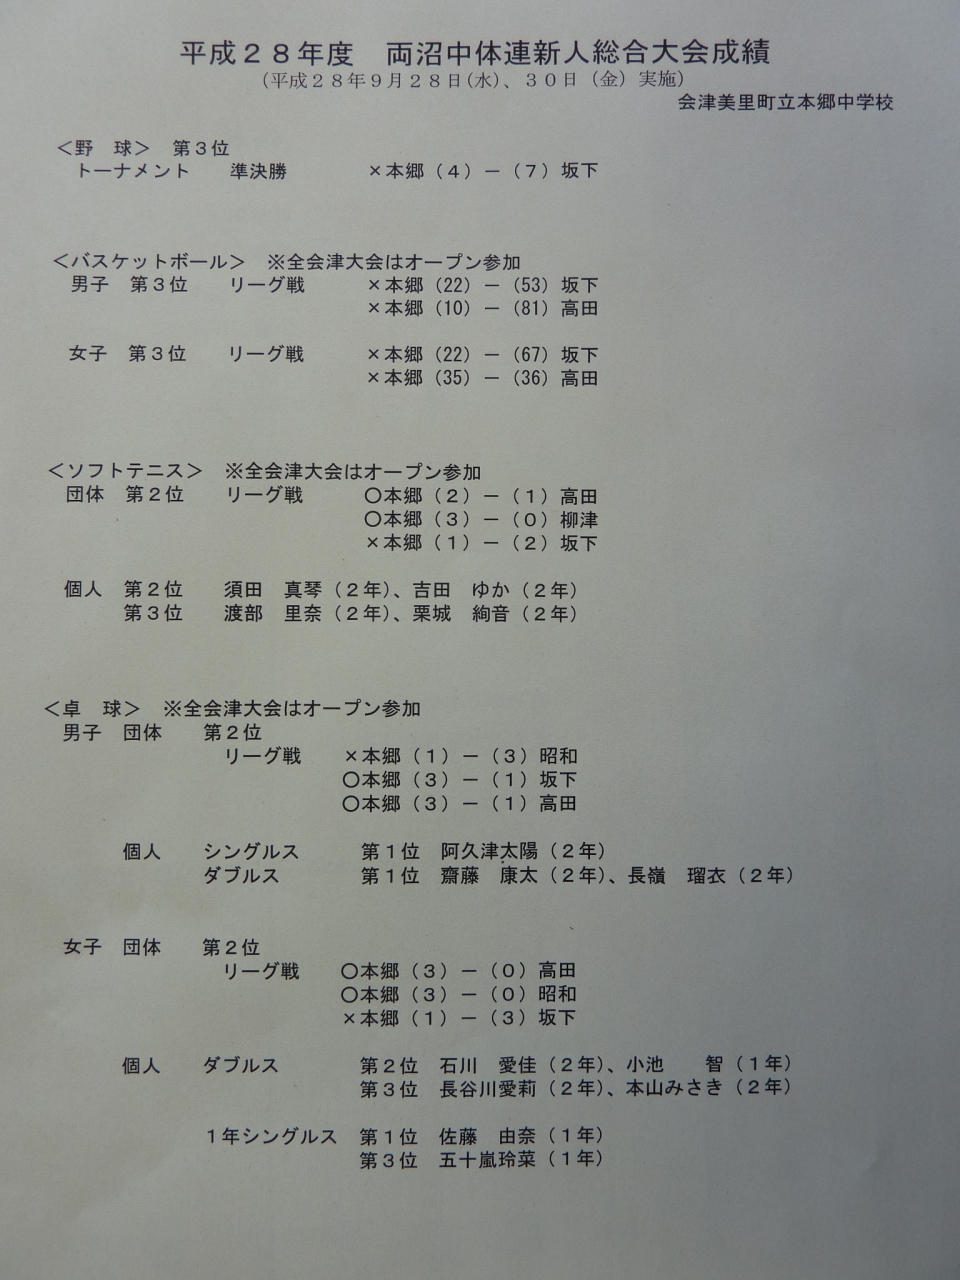 平成２８年度　両沼中体連新人総合大会成績
(平成２８年９月２８日(水)、３０日（金）実施)
会津美里町立本郷中学校
＜野　球＞　第３位
トーナメント　　準決勝　　　　×本郷（４）－（７）坂下
＜バスケットボール＞　※全会津大会はオープン参加
男子　第３位　　リーグ戦　　　×本郷（22）－（53）坂下
×本郷（10）－（81）高田
女子　第３位　　リーグ戦　　　×本郷（22）－（67）坂下
×本郷（35）－（36）高田
＜ソフトテニス＞　※全会津大会はオープン参加
団体　第２位　　リーグ戦　　　○本郷（２）－（１）高田
○本郷（３）－（０）柳津
×本郷（１）－（２）坂下
個人　第２位　　須田　真琴（２年）、吉田　ゆか（２年）
第３位　　渡部　里奈（２年）、栗城　絢音（２年）
＜卓　球＞　※全会津大会はオープン参加
男子　団体　　第２位
リーグ戦　　×本郷（１）－（３）昭和
○本郷（３）－（１）坂下
○本郷（３）－（１）高田
個人　　シングルス　　　第１位　阿久津太陽（２年）
ダブルス　　　　第１位　齋藤　康太（２年）、長嶺　瑠衣（２年）
女子　団体　　第２位
リーグ戦　　○本郷（３）－（０）高田
○本郷（３）－（０）昭和
×本郷（１）－（３）坂下
個人　　ダブルス　　　　第２位　石川　愛佳（２年）、小池　　智（１年）
第３位　長谷川愛莉（２年）、本山みさき（２年）
１年シングルス　第１位　佐藤　由奈（１年）
第３位　五十嵐玲菜（１年）